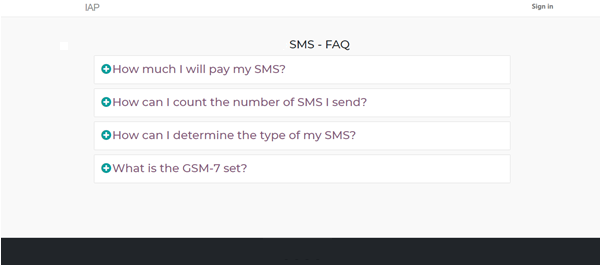 IAP
Sign in
SMS - FAQ
How much I will pay my SMS?
How can I count the number of SMS I send?
How can I determine the type of my SMS?
What is the GSM-7 set?